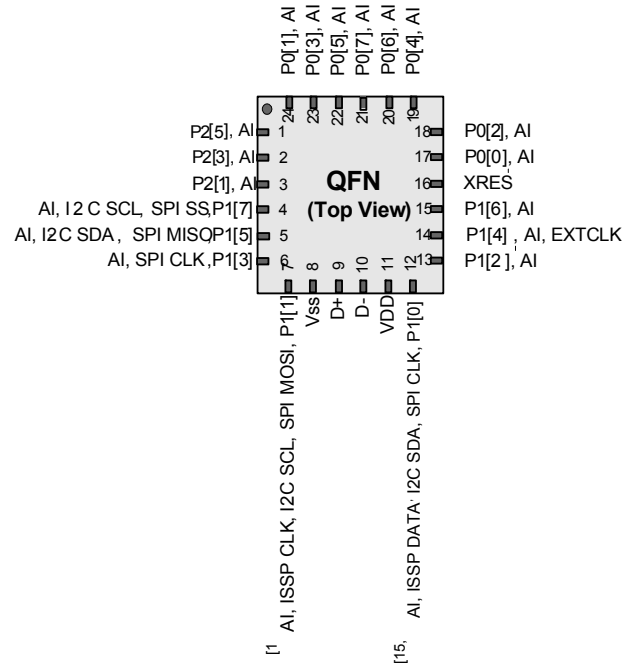 P0[1], AI
P0[3], AI
P0[5], AI
P0[7], AI
P0[6], AI
P0[4], AI
24
23
22
21
20
19
P2[5], AI
1
18
P0[2], AI
P2[3], AI
2
17
P0[0], AI
P2[1], AI
3
QFN
16
XRES
AI, I2 C SCL, SPI SS,P1[7]
4
(Top View)
15
P1[6], AI
AI, I2C SDA , SPI MISO,P1[5]
5
14
P1[4] , AI, EXTCLK
AI, SPI CLK,P1[3]
6
13
P1[2], AI
7
8
9
10
11
12
AI, ISSP CLK, I2C SCL, SPI MOSI, P1[1]
Vss
D+
D-
VDD
AI, ISSP DATA, I2C SDA, SPI CLK, P1[0]
[1
[15,